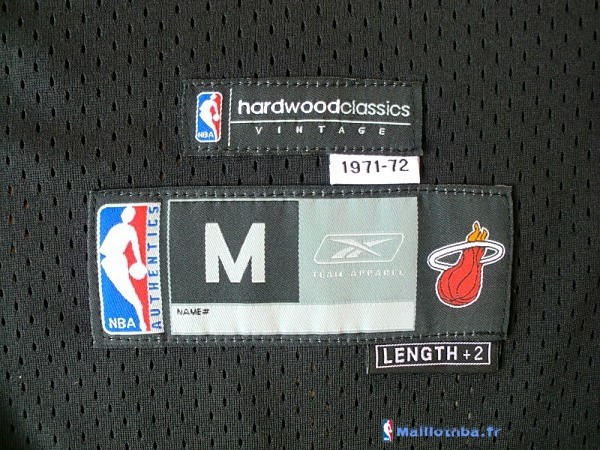 NBA
hardwoodclassics
VINTAGE
1971-72
NBA
AUTHENTICS
M
TEAM APPAREL
NAME#
LENGTH +2
Maillotnba.fr